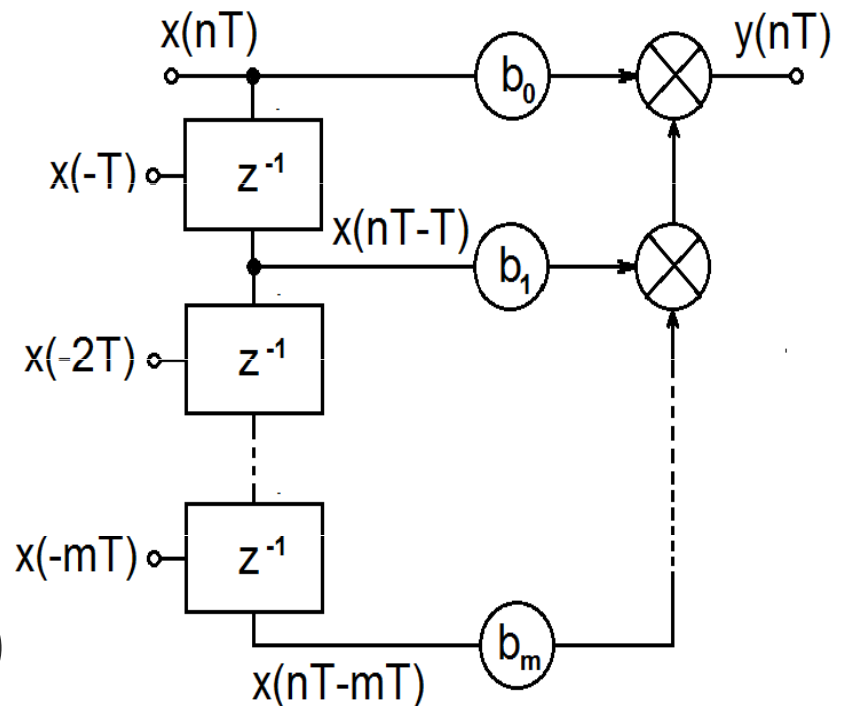 x(nT)
b₀
y(nT)
x(-T)
z⁻¹
x(nT-T)
b₁
x(-2T)
z⁻¹
x(-mT)
z⁻¹
bₘ
x(nT-mT)
)